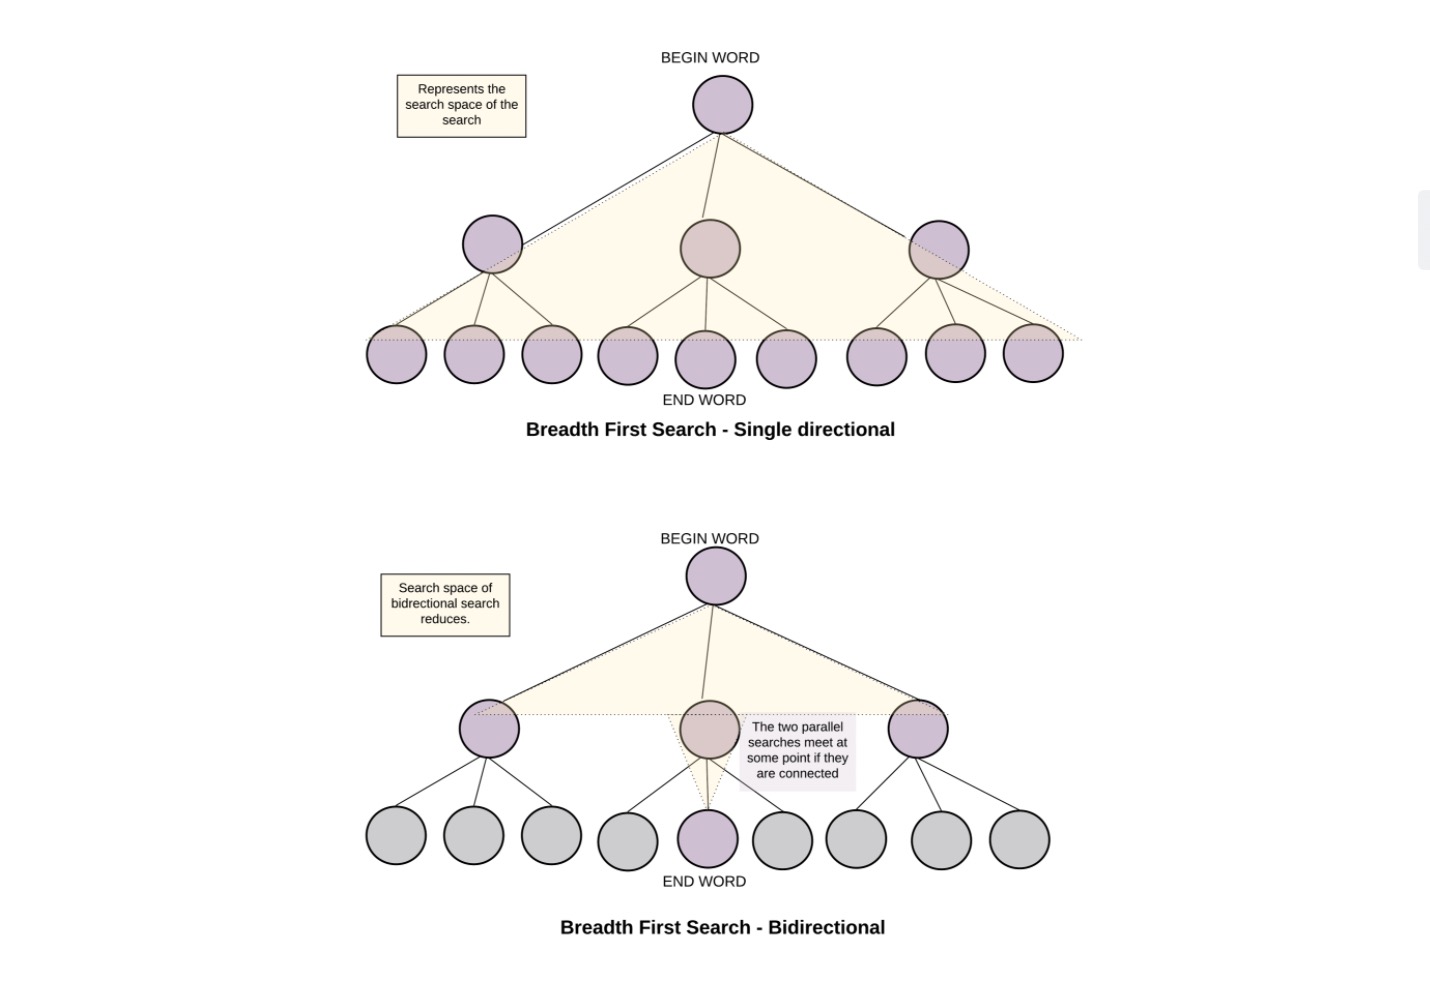 BEGIN WORD
Represents the
search space of the
search
END WORD
Breadth First Search - Single directional
BEGIN WORD
Search space of
bidrectional search
reduces.
The two parallel
searches meet at
some point if they
are connected
END WORD
Breadth First Search - Bidirectional